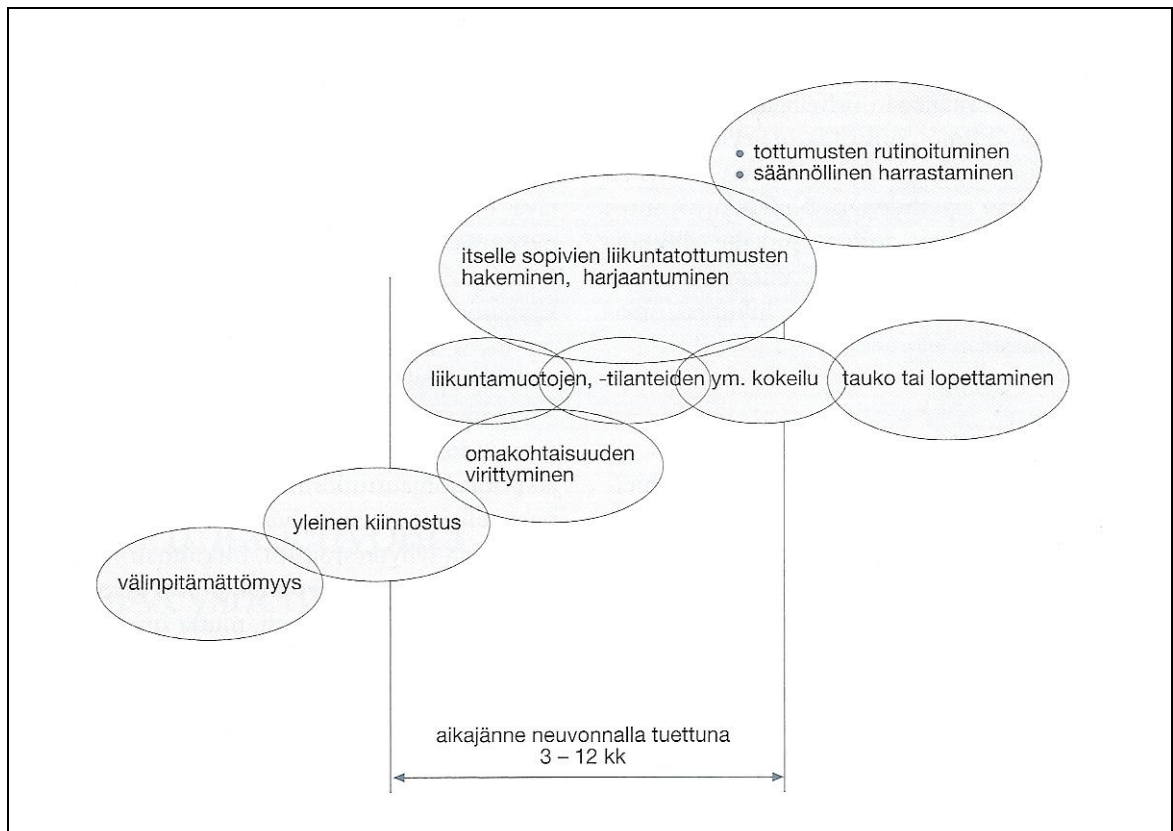 • tottumusten rutinoituminen
• säännöllinen harrastaminen
itselle sopivien liikuntatottumusten
hakeminen, harjaantuminen
liikuntamuotojen, -tilanteiden ym. kokeilu
tauko tai lopettaminen
omakohtaisuuden
virittyminen
yleinen kiinnostus
välinpitämättömyys
aikajänne neuvonnalla tuettuna
3 – 12 kk